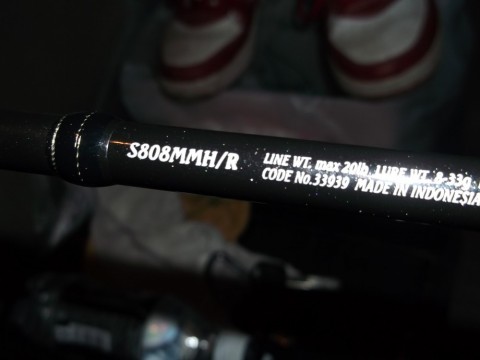 S808MMH/R
LINE WT. max 20lb. LURE WT. 8-33g
CODE No.33939 MADE IN INDONESIA